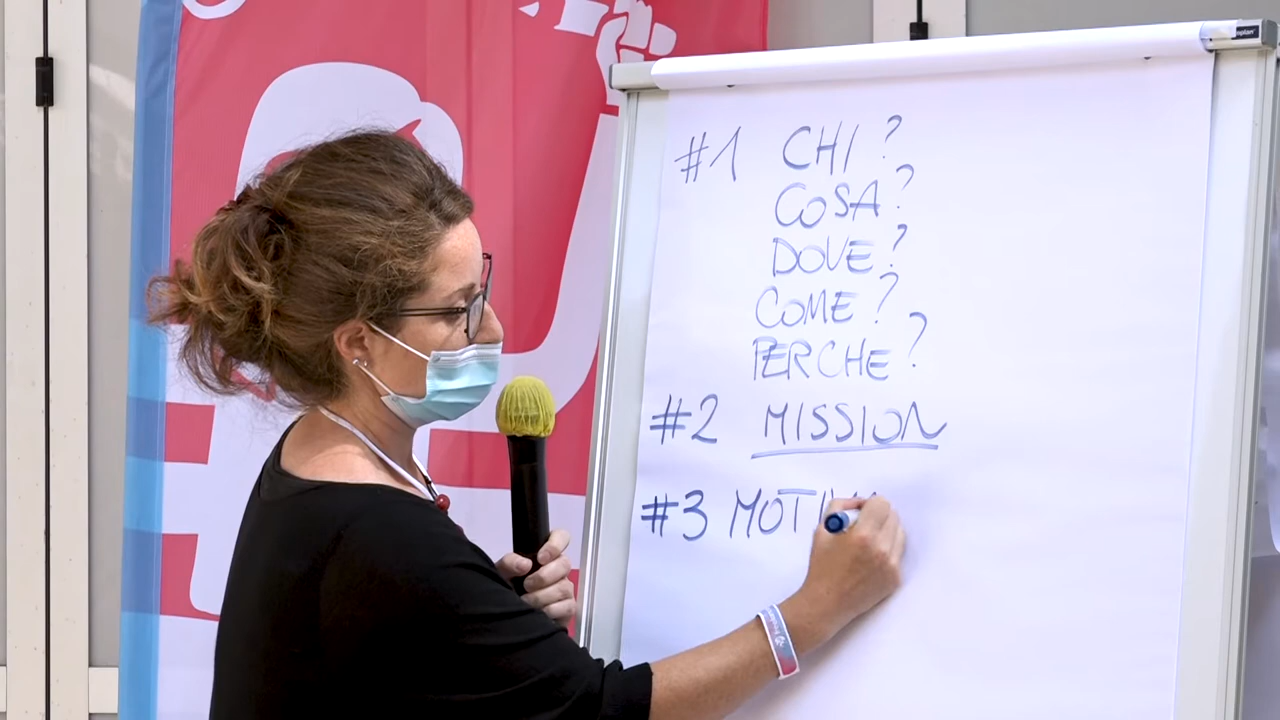 #1 CHI?
COSA?
DOVE?
COME?
PERCHE?
#2 MISSION
#3 MOTIV